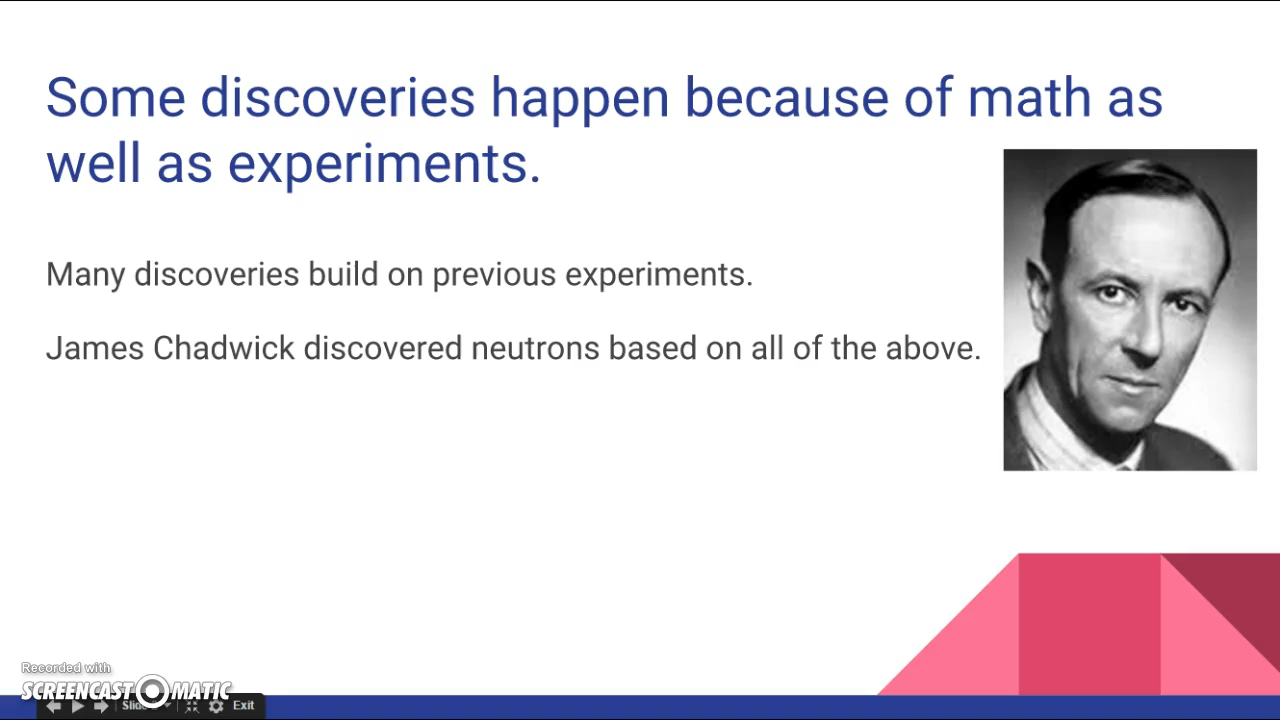 Some discoveries happen because of math as
well as experiments.
Many discoveries build on previous experiments.
James Chadwick discovered neutrons based on all of the above.
Recorded with
SCREENCAST-O-MATIC
Exit